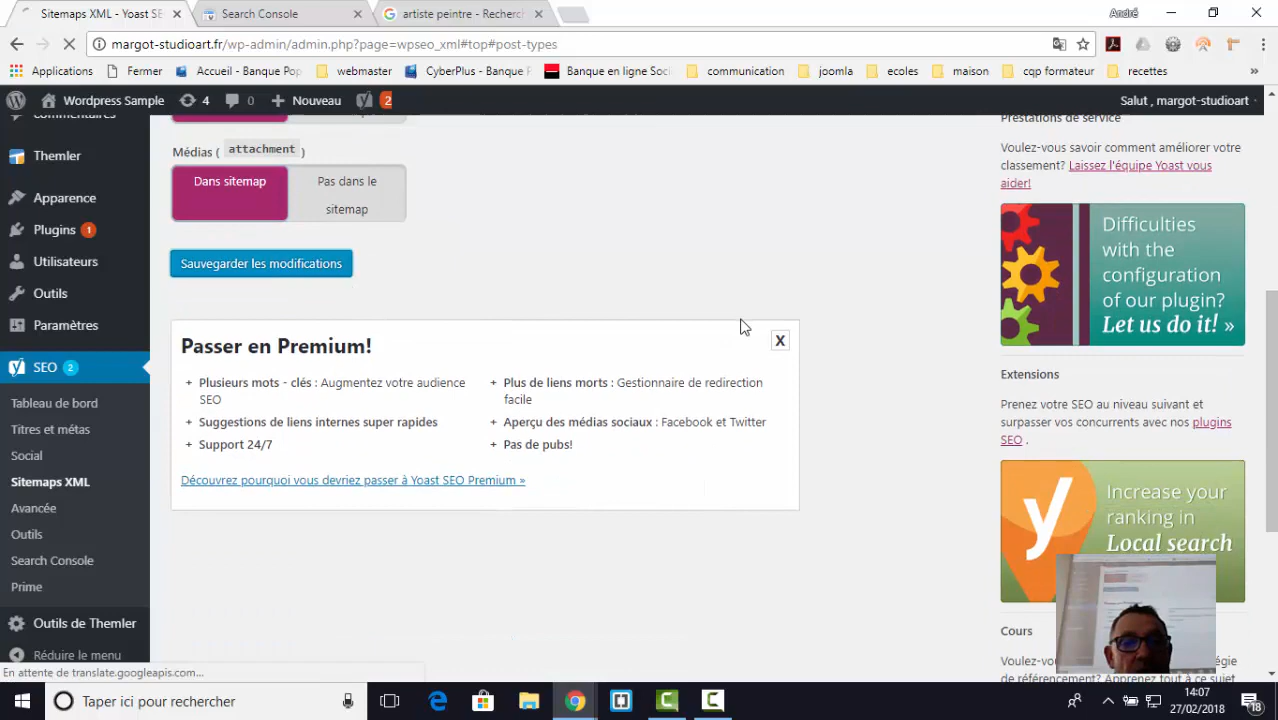 Sitemaps XML - Yoast SE
Search Console
artiste peintre - Recherc
André
margot-studioart.fr/wp-admin/admin.php?page=wpseo_xml#top#post-types
Applications
Fermer
Accueil - Banque Pop
webmaster
CyberPlus - Banque P
Banque en ligne Soci
communication
joomla
ecoles
maison
cqp formateur
recettes
»
Wordpress Sample
4
0
Nouveau
2
Salut , margot-studioart
Commentaires
Themler
Apparence
Plugins 1
Utilisateurs
Outils
Paramètres
SEO 2
Tableau de bord
Titres et métas
Social
Sitemaps XML
Avancée
Outils
Search Console
Prime
Outils de Themler
Réduire le menu
Médias ( attachment )
Dans sitemap
Pas dans le
sitemap
Sauvegarder les modifications
Passer en Premium!
X
+ Plusieurs mots - clés : Augmentez votre audience
SEO
+ Suggestions de liens internes super rapides
+ Support 24/7
+ Plus de liens morts : Gestionnaire de redirection
facile
+ Aperçu des médias sociaux : Facebook et Twitter
+ Pas de pubs!
Découvrez pourquoi vous devriez passer à Yoast SEO Premium »
Prestations de service
Voulez-vous savoir comment améliorer votre
classement? Laissez l'équipe Yoast vous
aider!
Difficulties
with the
configuration
of our plugin?
Let us do it! »
Extensions
Prenez votre SEO au niveau suivant et
surpasser vos concurrents avec nos plugins
SEO .
Increase your
ranking in
Local search
Cours
En attente de translate.googleapis.com...
Taper ici pour rechercher
14:07
27/02/2018
18